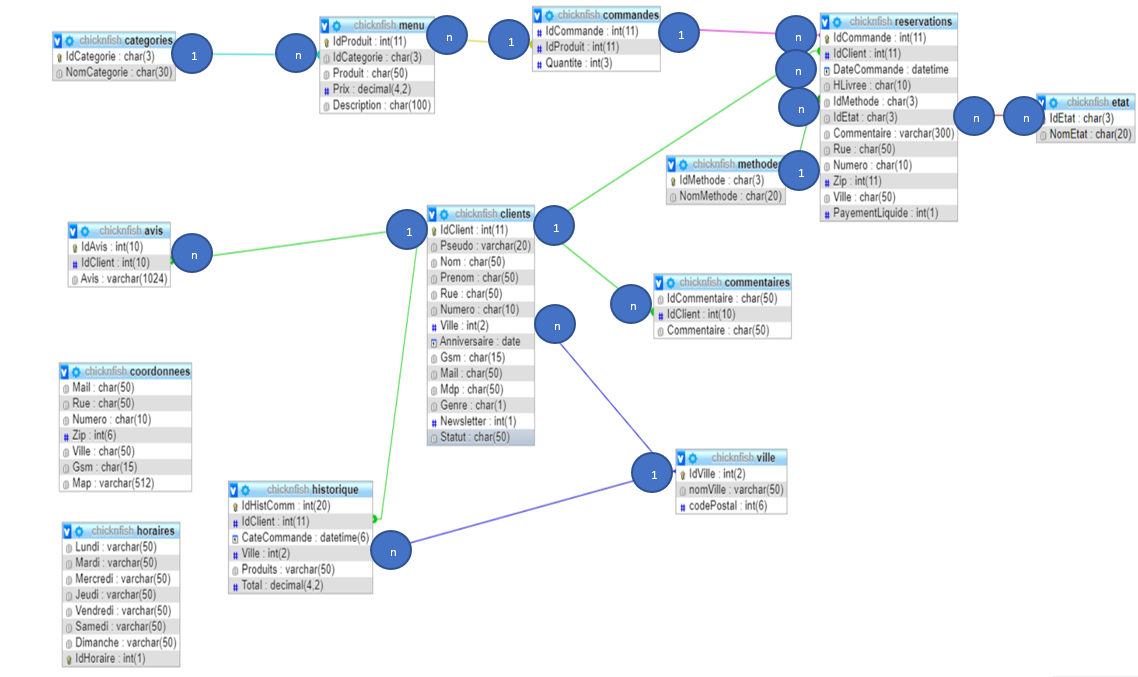 chicknfish categories
IdCategorie : char(3)
NomCategorie : char(30)
1
n
chicknfish menu
IdProduit : int(11)
IdCategorie : char(3)
Produit : char(50)
Prix : decimal(4,2)
Description : char(100)
n
1
chicknfish commandes
IdCommande : int(11)
IdProduit : int(11)
Quantite : int(3)
1
n
n
n
chicknfish reservations
IdCommande : int(11)
IdClient : int(11)
DateCommande : datetime
HLivree : char(10)
IdMethode : char(3)
IdEtat : char(3)
Commentaire : varchar(300)
Rue : char(50)
Numero : char(10)
Zip : int(11)
Ville : char(50)
PayementLiquide : int(1)
n
n
chicknfish etat
IdEtat : char(3)
NomEtat : char(20)
chicknfish methode
IdMethode : char(3)
NomMethode : char(20)
1
chicknfish avis
IdAvis : int(10)
IdClient : int(10)
Avis : varchar(1024)
n
1
chicknfish clients
IdClient : int(11)
Pseudo : varchar(20)
Nom : char(50)
Prenom : char(50)
Rue : char(50)
Numero : char(10)
Ville : int(2)
Anniversaire : date
Gsm : char(15)
Mail : char(50)
Mdp : char(50)
Genre : char(1)
Newsletter : int(1)
Statut : char(50)
1
n
n
chicknfish commentaires
IdCommentaire : char(50)
IdClient : int(10)
Commentaire : char(50)
chicknfish coordonnees
Mail : char(50)
Rue : char(50)
Numero : char(10)
Zip : int(6)
Ville : char(50)
Gsm : char(15)
Map : varchar(512)
1
chicknfish ville
IdVille : int(2)
nomVille : varchar(50)
codePostal : int(6)
chicknfish historique
IdHistComm : int(20)
IdClient : int(11)
CateCommande : datetime(6)
Ville : int(2)
Produits : varchar(50)
Total : decimal(4,2)
n
chicknfish horaires
Lundi : varchar(50)
Mardi : varchar(50)
Mercredi : varchar(50)
Jeudi : varchar(50)
Vendredi : varchar(50)
Samedi : varchar(50)
Dimanche : varchar(50)
IdHoraire : int(1)